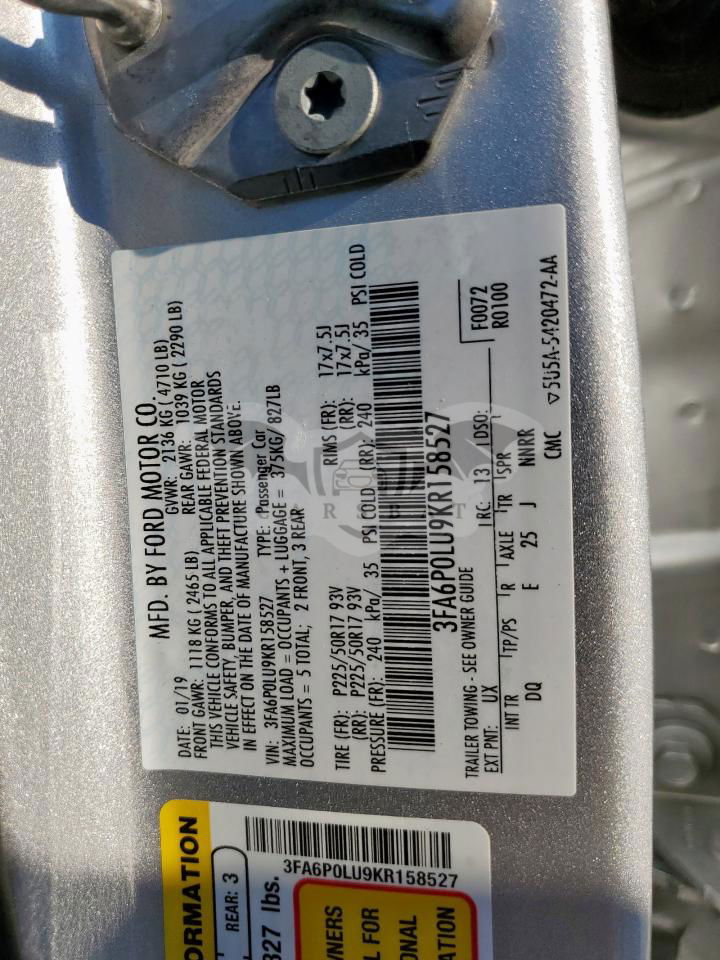 MFD. BY FORD MOTOR CO.
DATE: 01/19 GVWR: 2136 KG ( 4710 LB)
FRONT GAWR: 1118 KG ( 2465 LB) REAR GAWR: 1039 KG ( 2290 LB)
THIS VEHICLE CONFORMS TO ALL APPLICABLE FEDERAL MOTOR
VEHICLE SAFETY, BUMPER, AND THEFT PREVENTION STANDARDS
IN EFFECT ON THE DATE OF MANUFACTURE SHOWN ABOVE.
VIN: 3FA6P0LU9KR158527 TYPE: Passenger Car
MAXIMUM LOAD = OCCUPANTS + LUGGAGE = 375KG/ 827LB
OCCUPANTS = 5 TOTAL; 2 FRONT, 3 REAR
TIRE (FR): P225/50R17 93V RIMS (FR): 17x7.5J
(RR): P225/50R17 93V (RR): 17x7.5J
PRESSURE (FR): 240 kPa/ 35 PSI COLD (RR): 240 kPa/ 35 PSI COLD
3FA6P0LU9KR158527
TRAILER TOWING - SEE OWNER GUIDE F0072
EXT PNT: UX RC: 13 DSO: R0100
INT TR TP/PS R AXLE TR SPR
DQ E 25 J NNRR
CMC ▽5U5A-5420472-AA
ORMATION
REAR: 3
327 lbs.
3FA6P0LU9KR158527
WNERS
L FOR
ONAL
ATION